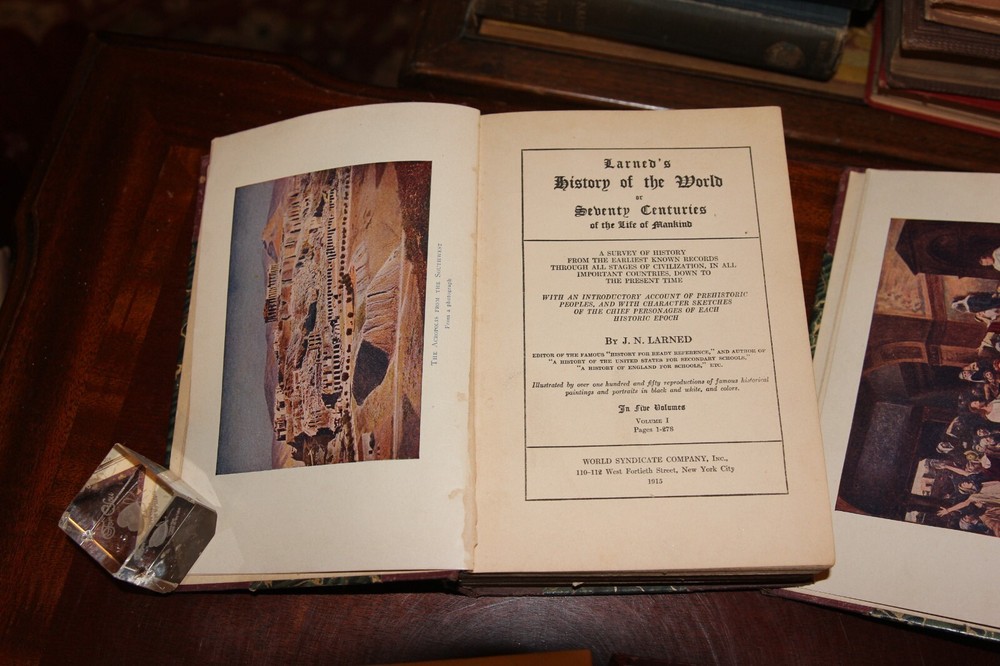 The Acropolis from the Southwest
From a photograph
Larned's
History of the World
or
Seventy Centuries
of the Life of Mankind
A SURVEY OF HISTORY
FROM THE EARLIEST KNOWN RECORDS
THROUGH ALL STAGES OF CIVILIZATION, IN ALL
IMPORTANT COUNTRIES, DOWN TO
THE PRESENT TIME
WITH AN INTRODUCTORY ACCOUNT OF PREHISTORIC
PEOPLES, AND WITH CHARACTER SKETCHES
OF THE CHIEF PERSONAGES OF EACH
HISTORIC EPOCH
By J. N. LARNED
EDITOR OF THE FAMOUS "HISTORY FOR READY REFERENCE," AND AUTHOR OF
"A HISTORY OF THE UNITED STATES FOR SECONDARY SCHOOLS,"
"A HISTORY OF ENGLAND FOR SCHOOLS," ETC.
Illustrated by over one hundred and fifty reproductions of famous historical
paintings and portraits in black and white, and colors.
In Five Volumes
Volume I
Pages 1-276
WORLD SYNDICATE COMPANY, Inc.,
110-112 West Fortieth Street, New York City
1915